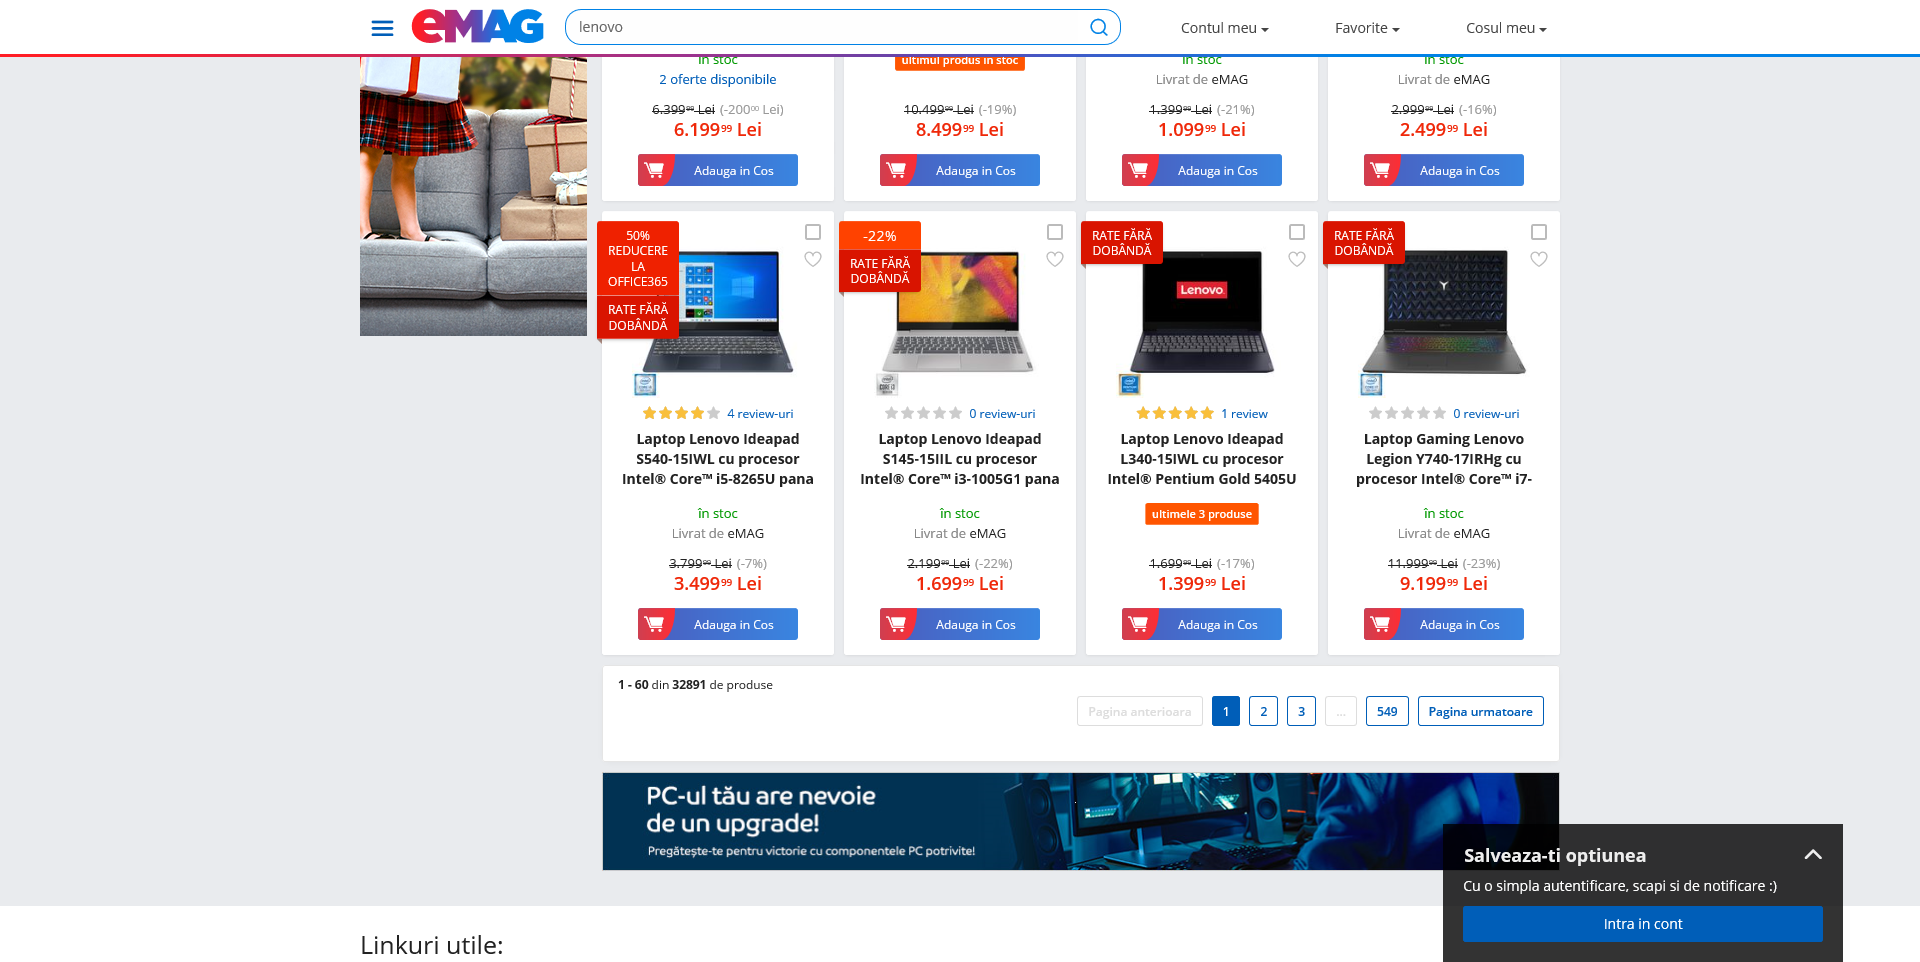 eMAG
lenovo
Contul meu
Favorite
Cosul meu
în stoc
2 oferte disponibile
6.399⁹⁹ Lei (-200⁰⁰ Lei)
6.199⁹⁹ Lei
Adauga in Cos
ultimul produs in stoc
10.499⁹⁹ Lei (-19%)
8.499⁹⁹ Lei
Adauga in Cos
în stoc
Livrat de eMAG
1.399⁹⁹ Lei (-21%)
1.099⁹⁹ Lei
Adauga in Cos
în stoc
Livrat de eMAG
2.999⁹⁹ Lei (-16%)
2.499⁹⁹ Lei
Adauga in Cos
50%
REDUCERE
LA
OFFICE365
RATE FĂRĂ
DOBÂNDĂ
4 review-uri
Laptop Lenovo Ideapad
S540-15IWL cu procesor
Intel® Core™ i5-8265U pana
în stoc
Livrat de eMAG
3.799⁹⁹ Lei (-7%)
3.499⁹⁹ Lei
Adauga in Cos
-22%
RATE FĂRĂ
DOBÂNDĂ
0 review-uri
Laptop Lenovo Ideapad
S145-15IIL cu procesor
Intel® Core™ i3-1005G1 pana
în stoc
Livrat de eMAG
2.199⁹⁹ Lei (-22%)
1.699⁹⁹ Lei
Adauga in Cos
RATE FĂRĂ
DOBÂNDĂ
Lenovo
1 review
Laptop Lenovo Ideapad
L340-15IWL cu procesor
Intel® Pentium Gold 5405U
ultimele 3 produse
1.699⁹⁹ Lei (-17%)
1.399⁹⁹ Lei
Adauga in Cos
RATE FĂRĂ
DOBÂNDĂ
0 review-uri
Laptop Gaming Lenovo
Legion Y740-17IRHg cu
procesor Intel® Core™ i7-
în stoc
Livrat de eMAG
11.999⁹⁹ Lei (-23%)
9.199⁹⁹ Lei
Adauga in Cos
1 - 60 din 32891 de produse
Pagina anterioara 1 2 3 ... 549 Pagina urmatoare
PC-ul tău are nevoie
de un upgrade!
Pregătește-te pentru victorie cu componentele PC potrivite!
Salveaza-ti optiunea
Cu o simpla autentificare, scapi si de notificare :)
Intra in cont
Linkuri utile: